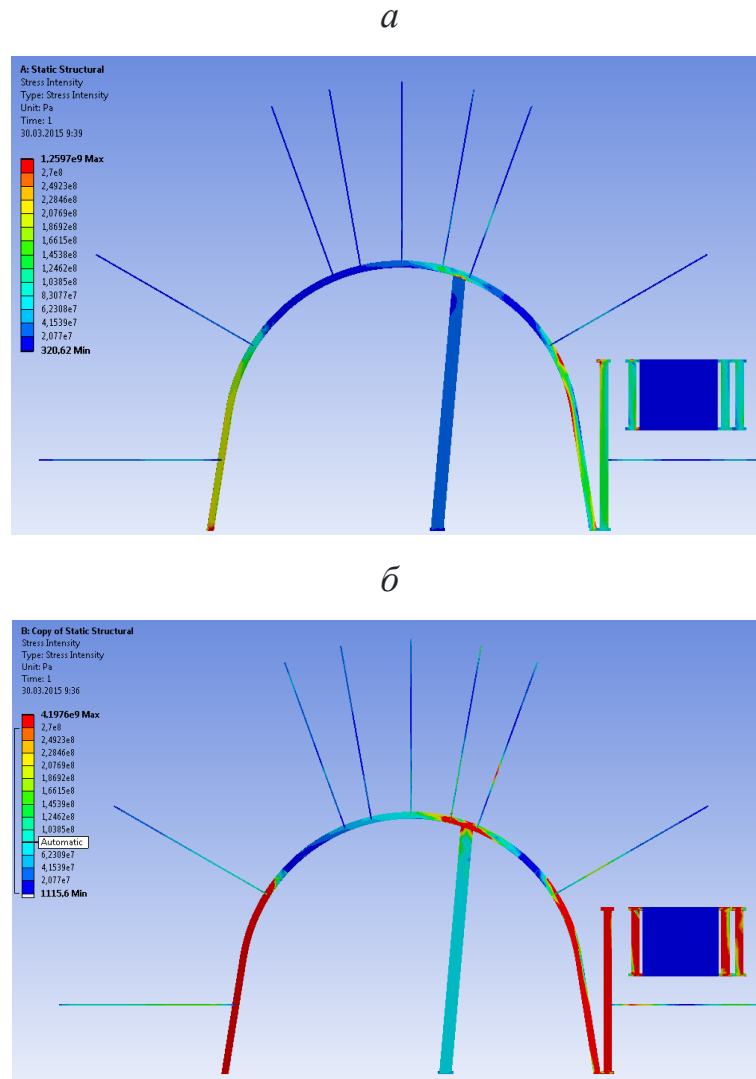 а
A: Static Structural
Stress Intensity
Type: Stress Intensity
Unit: Pa
Time: 1
30.03.2015 9:39
1,2597e9 Max
2,7e8
2,4923e8
2,2846e8
2,0769e8
1,8692e8
1,6615e8
1,4538e8
1,2462e8
1,0385e8
8,3077e7
6,2308e7
4,1539e7
2,077e7
320,62 Min
б
B: Copy of Static Structural
Stress Intensity
Type: Stress Intensity
Unit: Pa
Time: 1
30.03.2015 9:36
4,1976e9 Max
2,7e8
2,4923e8
2,2846e8
2,0769e8
1,8692e8
1,6615e8
1,4539e8
1,2462e8
1,0385e8
Automatic
6,2309e7
4,1539e7
2,077e7
1115,6 Min